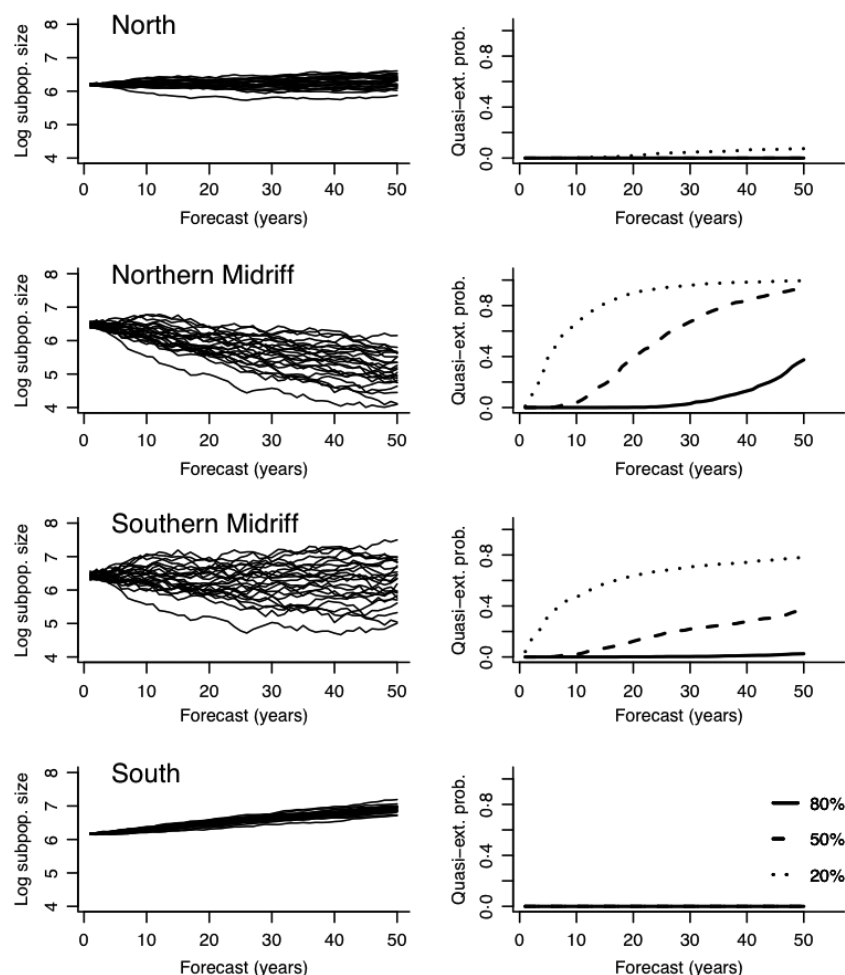 North
Log subpop. size
8
7
6
5
4
0 10 20 30 40 50
Forecast (years)
Quasi–ext. prob.
0·8
0·4
0·0
0 10 20 30 40 50
Forecast (years)
Northern Midriff
Log subpop. size
8
7
6
5
4
0 10 20 30 40 50
Forecast (years)
Quasi–ext. prob.
0·8
0·4
0·0
0 10 20 30 40 50
Forecast (years)
Southern Midriff
Log subpop. size
8
7
6
5
4
0 10 20 30 40 50
Forecast (years)
Quasi–ext. prob.
0·8
0·4
0·0
0 10 20 30 40 50
Forecast (years)
South
Log subpop. size
8
7
6
5
4
0 10 20 30 40 50
Forecast (years)
Quasi–ext. prob.
0·8
0·4
0·0
80%
50%
20%
0 10 20 30 40 50
Forecast (years)